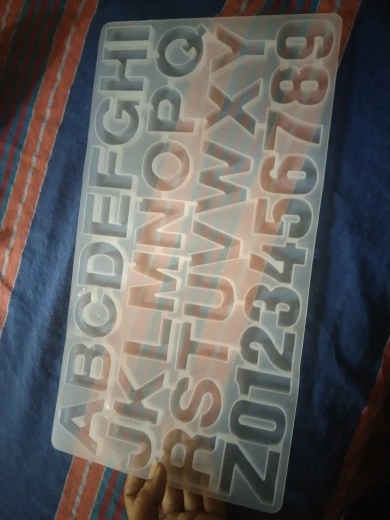 ABCDEFGHI
JKLMNOPQ
RSTUVWXY
Z0123456789